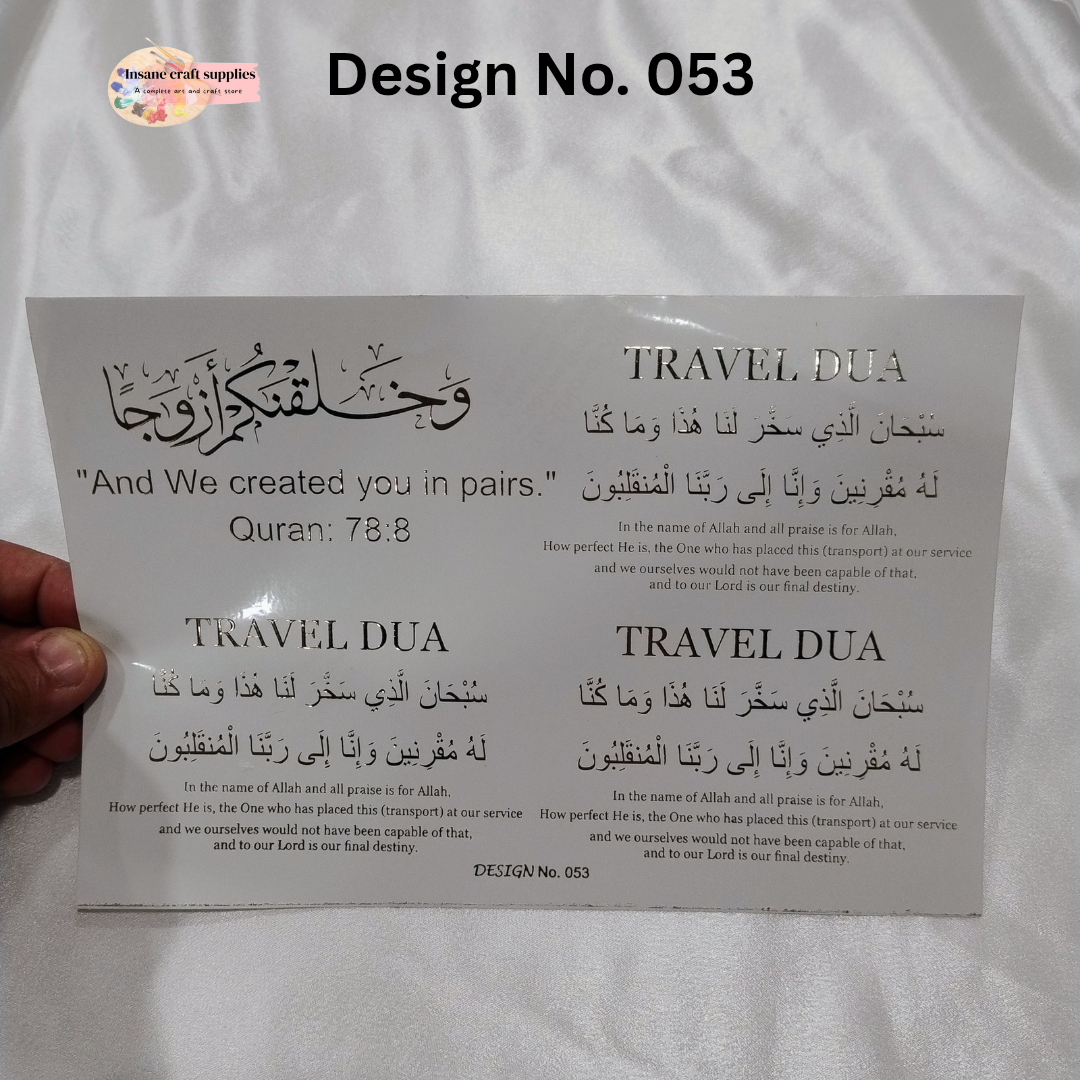 Insane craft supplies
A complete art and craft store
Design No. 053
وَخَلَقْنَٰكُمْ أَزْوَٰجًا
"And We created you in pairs."
Quran: 78:8
TRAVEL DUA
سُبْحَانَ الَّذِي سَخَّرَ لَنَا هَٰذَا وَمَا كُنَّا
لَهُ مُقْرِنِينَ وَإِنَّا إِلَى رَبَّنَا الْمُنقَلِبُونَ
In the name of Allah and all praise is for Allah,
How perfect He is, the One who has placed this (transport) at our service
and we ourselves would not have been capable of that,
and to our Lord is our final destiny.
TRAVEL DUA
سُبْحَانَ الَّذِي سَخَّرَ لَنَا هَٰذَا وَمَا كُنَّا
لَهُ مُقْرِنِينَ وَإِنَّا إِلَى رَبَّنَا الْمُنقَلِبُونَ
In the name of Allah and all praise is for Allah,
How perfect He is, the One who has placed this (transport) at our service
and we ourselves would not have been capable of that,
and to our Lord is our final destiny.
TRAVEL DUA
سُبْحَانَ الَّذِي سَخَّرَ لَنَا هَٰذَا وَمَا كُنَّا
لَهُ مُقْرِنِينَ وَإِنَّا إِلَى رَبَّنَا الْمُنقَلِبُونَ
In the name of Allah and all praise is for Allah,
How perfect He is, the One who has placed this (transport) at our service
and we ourselves would not have been capable of that,
and to our Lord is our final destiny.
DESIGN No. 053